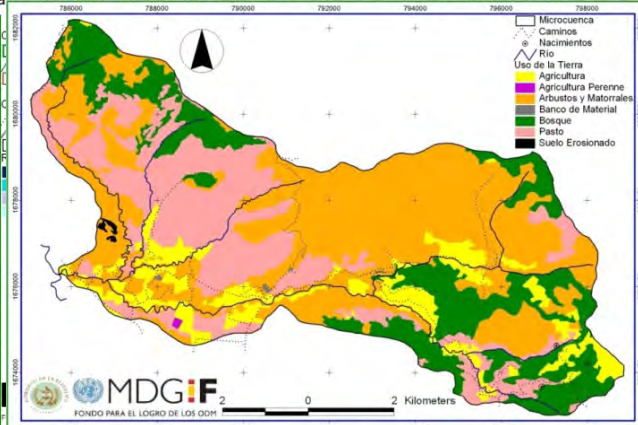 786000 788000 790000 792000 794000 796000 798000
1682000
1680000
1678000
1676000
1674000
Microcuenca
Caminos
Nacimientos
Río
Uso de la Tierra
Agricultura
Agricultura Perenne
Arbustos y Matorrales
Banco de Material
Bosque
Pasto
Suelo Erosionado
MDGIF
FONDO PARA EL LOGRO DE LOS ODM
2 0 2 Kilometers